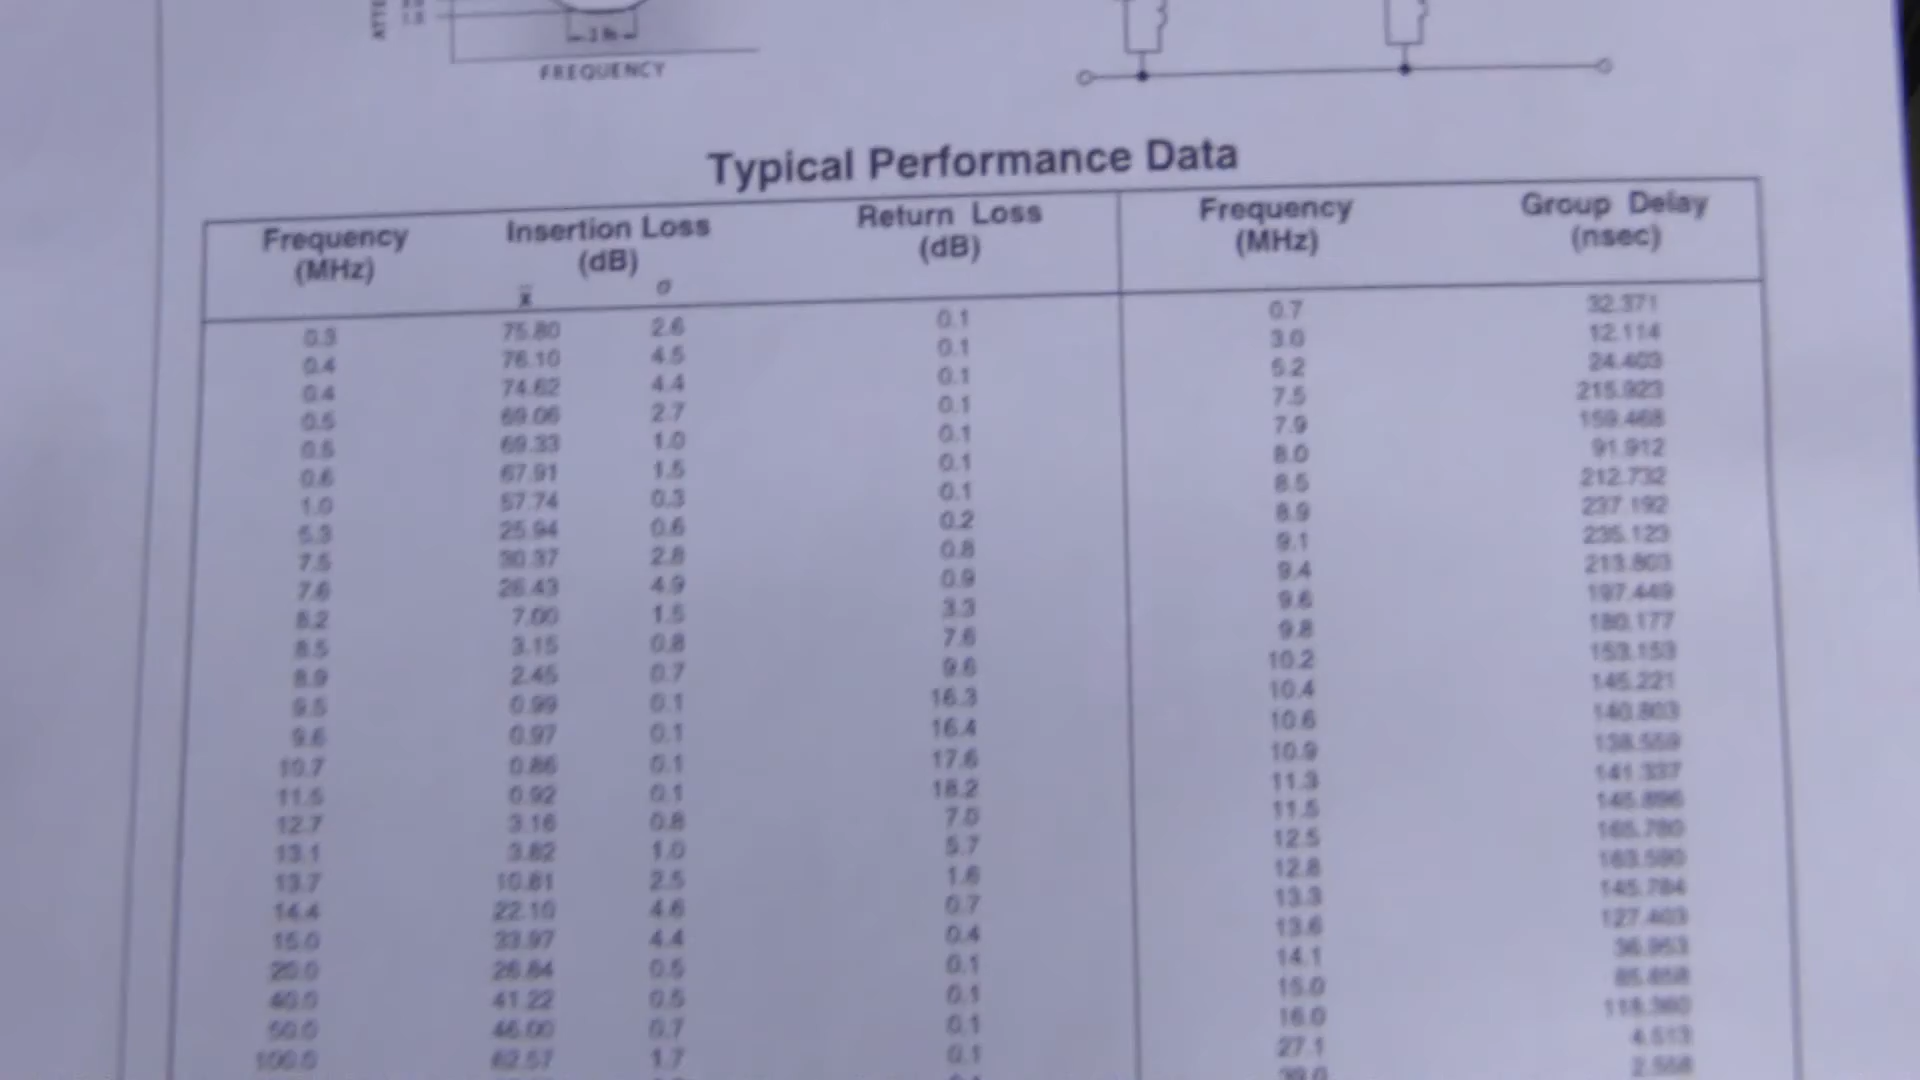 FREQUENCY
Typical Performance Data
Frequency (MHz) Insertion Loss (dB) Return Loss (dB) Frequency (MHz) Group Delay (nsec)
x̄ σ
0.3 75.80 2.6 0.1 0.7 32.371
0.4 76.10 4.5 0.1 3.0 12.114
0.4 74.62 4.4 0.1 5.2 24.403
0.5 69.06 2.7 0.1 7.5 215.923
0.5 69.33 1.0 0.1 7.9 159.468
0.6 67.91 1.5 0.1 8.0 91.912
1.0 57.74 0.3 0.1 8.5 212.732
5.3 25.94 0.6 0.2 8.9 237.192
7.5 30.37 2.8 0.8 9.1 235.123
7.6 26.43 4.9 0.9 9.4 213.803
8.2 7.00 1.5 3.3 9.6 197.449
8.5 3.15 0.8 7.6 9.8 180.177
8.9 2.45 0.7 9.6 10.2 153.153
9.5 0.99 0.1 16.3 10.4 145.221
9.6 0.97 0.1 16.4 10.6 140.803
10.7 0.86 0.1 17.6 10.9 138.559
11.5 0.92 0.1 18.2 11.3 141.337
12.7 3.16 0.8 7.0 11.5 145.896
13.1 3.82 1.0 5.7 12.5 165.780
13.7 10.81 2.5 1.6 12.8 163.590
14.4 22.10 4.6 0.7 13.3 145.784
15.0 33.97 4.4 0.4 13.6 127.403
20.0 26.84 0.5 0.1 14.1 36.953
40.0 41.22 0.5 0.1 15.0
50.0 46.00 0.7 0.1 16.0
100.0 62.57 1.7 0.1 27.1 4.513